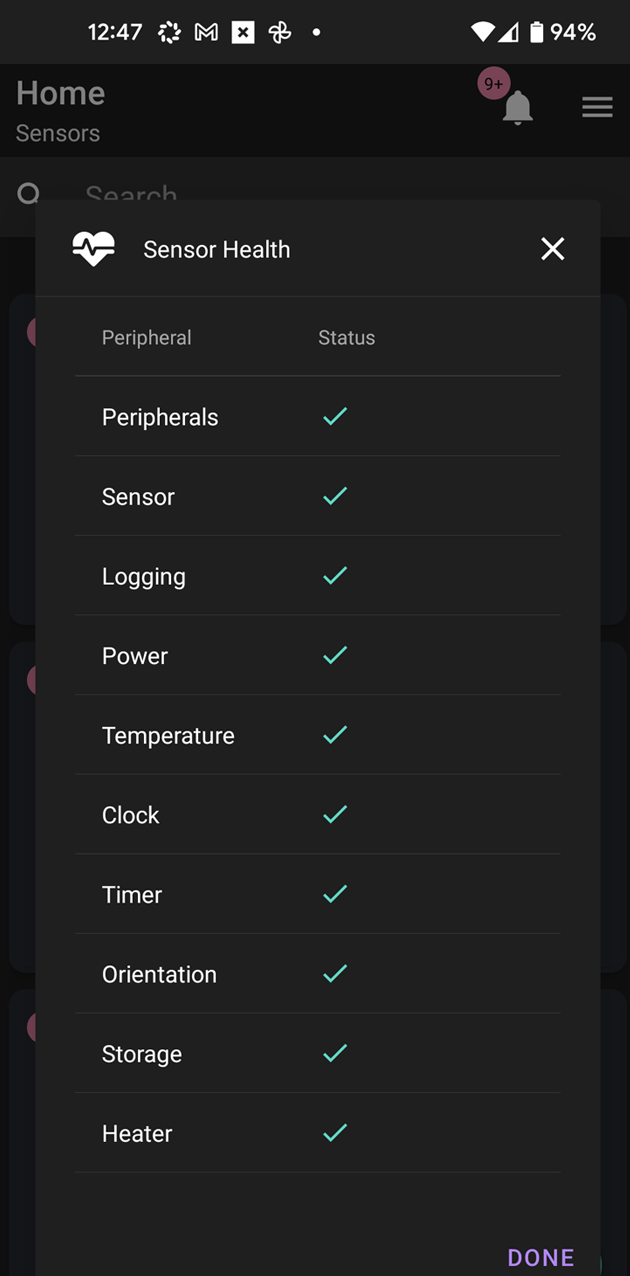 12:47 94%
Home
9+
Sensors
Search
Sensor Health
Peripheral Status
Peripherals
Sensor
Logging
Power
Temperature
Clock
Timer
Orientation
Storage
Heater
DONE